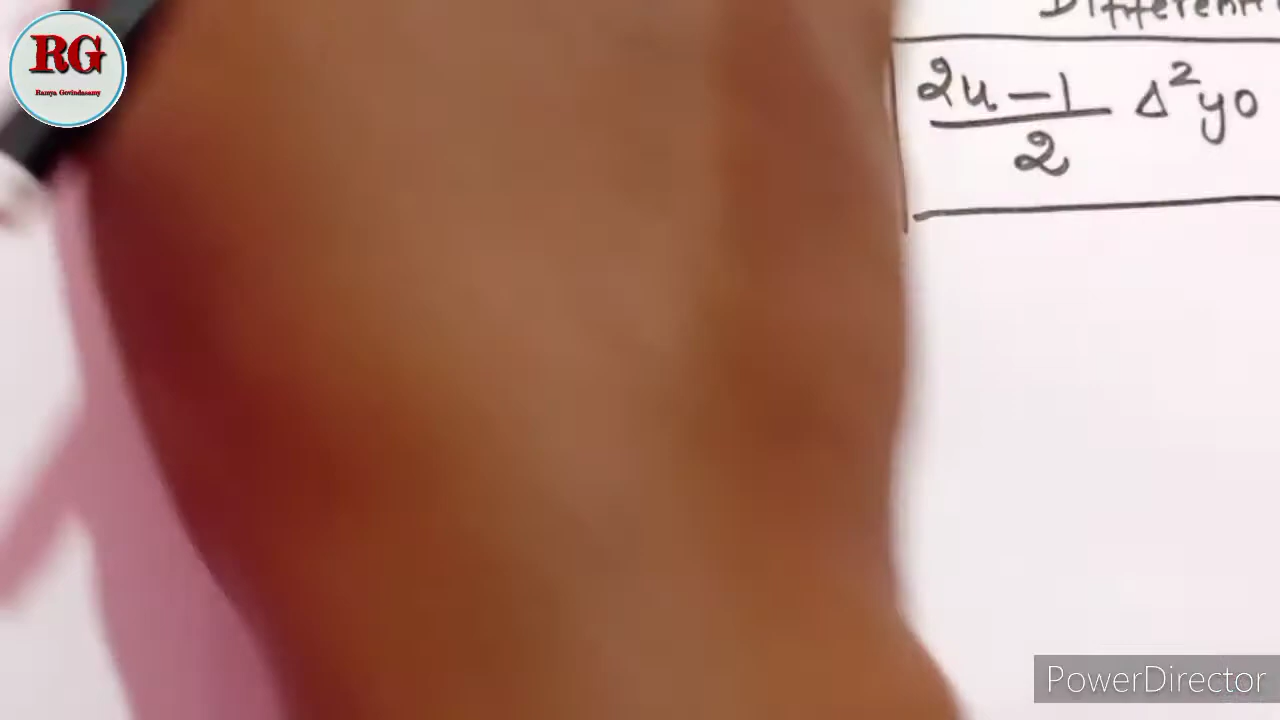 RG
Ramya Govindasamy
2u - 1
2
Δ²y0
PowerDirector